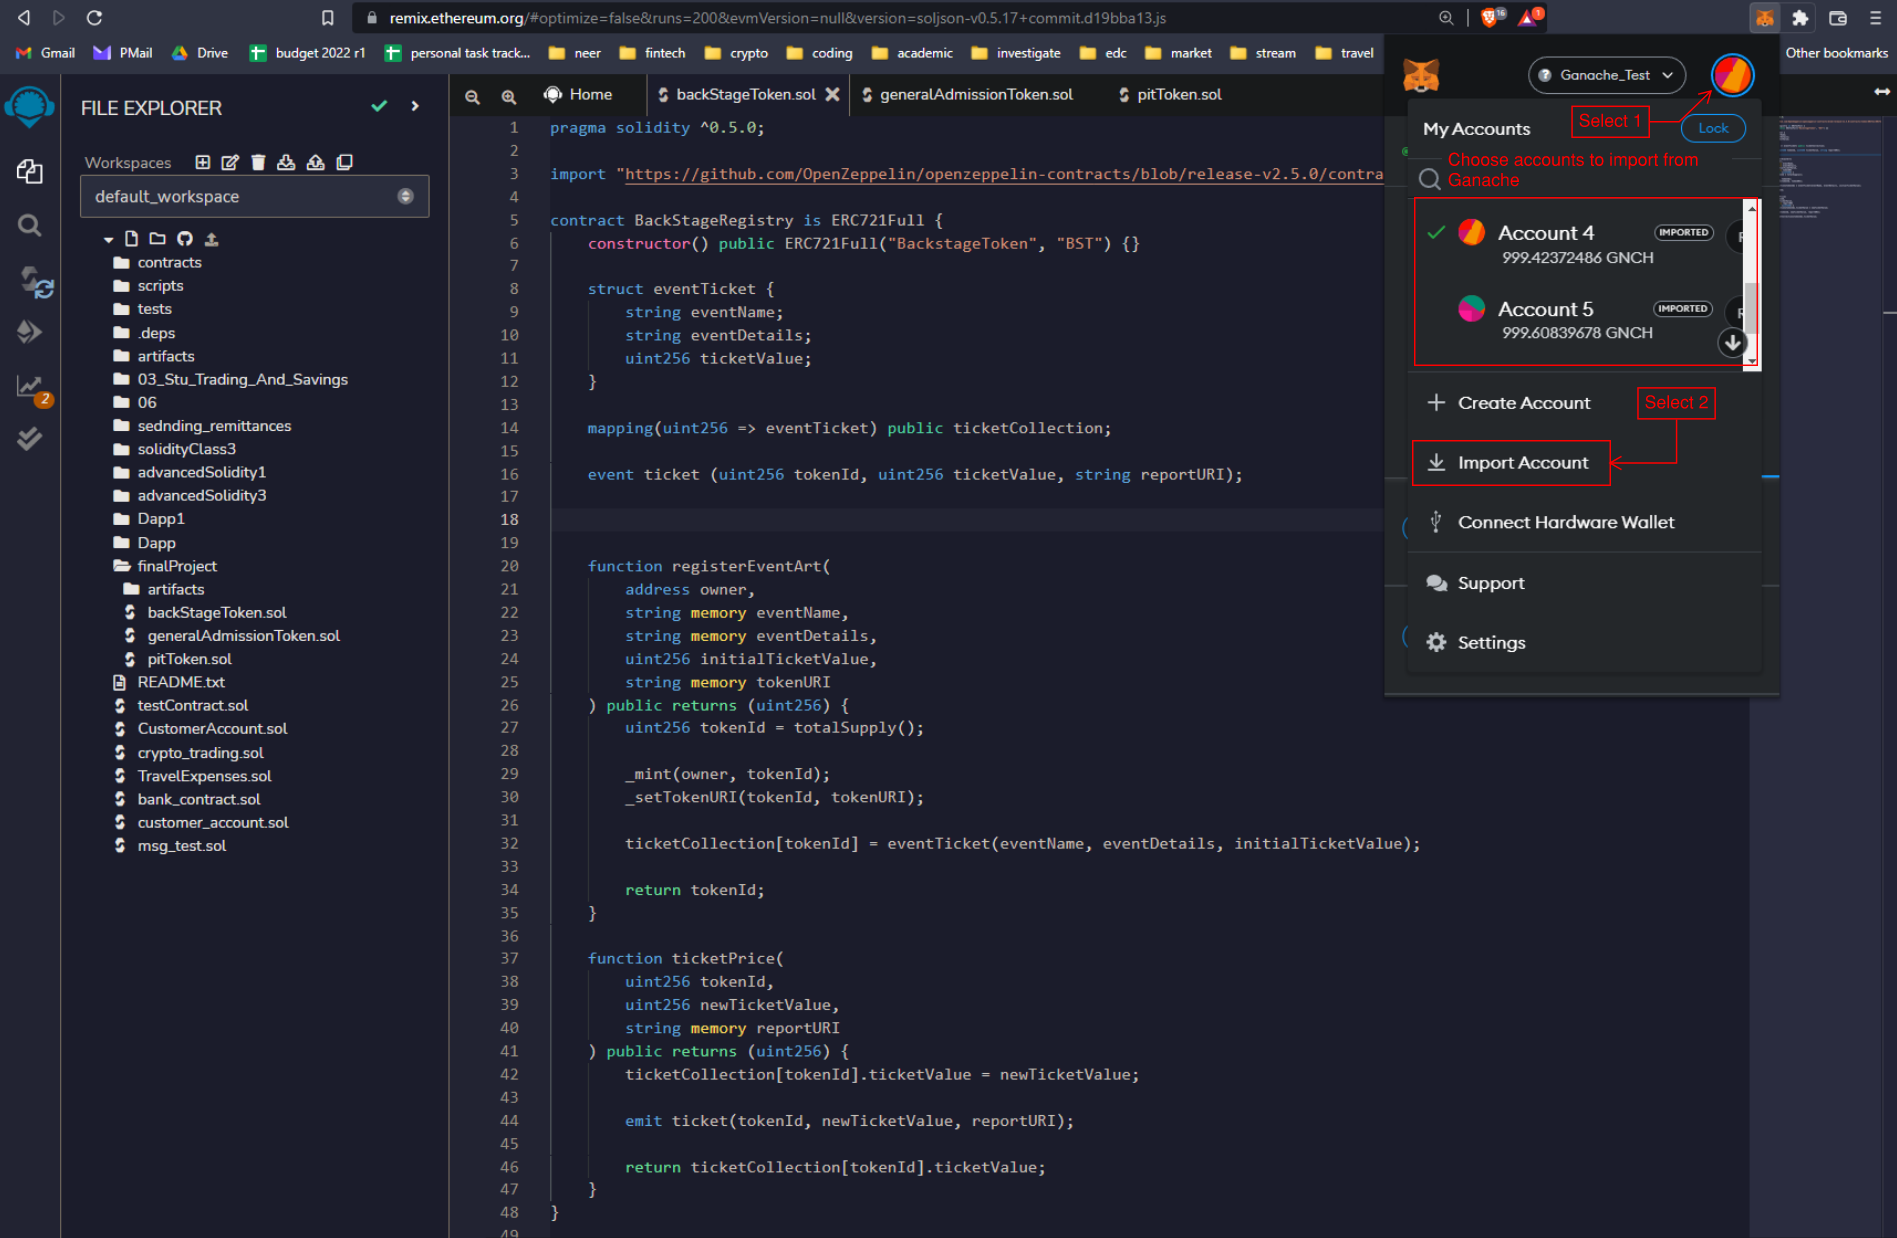 remix.ethereum.org/#optimize=false&runs=200&evmVersion=null&version=soljson-v0.5.17+commit.d19bba13.js
16
1
Gmail
PMail
Drive
budget 2022 r1
personal task track...
neer
fintech
crypto
coding
academic
investigate
edc
market
stream
travel
Other bookmarks
FILE EXPLORER
Workspaces
default_workspace
contracts
scripts
tests
.deps
artifacts
03_Stu_Trading_And_Savings
06
sednding_remittances
solidityClass3
advancedSolidity1
advancedSolidity3
Dapp1
Dapp
finalProject
artifacts
backStageToken.sol
generalAdmissionToken.sol
pitToken.sol
README.txt
testContract.sol
CustomerAccount.sol
crypto_trading.sol
TravelExpenses.sol
bank_contract.sol
customer_account.sol
msg_test.sol
2
Home
backStageToken.sol
generalAdmissionToken.sol
pitToken.sol
1 pragma solidity ^0.5.0;
2
3 import "https://github.com/OpenZeppelin/openzeppelin-contracts/blob/release-v2.5.0/contra
4
5 contract BackStageRegistry is ERC721Full {
6 constructor() public ERC721Full("BackstageToken", "BST") {}
7
8 struct eventTicket {
9 string eventName;
10 string eventDetails;
11 uint256 ticketValue;
12 }
13
14 mapping(uint256 => eventTicket) public ticketCollection;
15
16 event ticket (uint256 tokenId, uint256 ticketValue, string reportURI);
17
18
19
20 function registerEventArt(
21 address owner,
22 string memory eventName,
23 string memory eventDetails,
24 uint256 initialTicketValue,
25 string memory tokenURI
26 ) public returns (uint256) {
27 uint256 tokenId = totalSupply();
28
29 _mint(owner, tokenId);
30 _setTokenURI(tokenId, tokenURI);
31
32 ticketCollection[tokenId] = eventTicket(eventName, eventDetails, initialTicketValue);
33
34 return tokenId;
35 }
36
37 function ticketPrice(
38 uint256 tokenId,
39 uint256 newTicketValue,
40 string memory reportURI
41 ) public returns (uint256) {
42 ticketCollection[tokenId].ticketValue = newTicketValue;
43
44 emit ticket(tokenId, newTicketValue, reportURI);
45
46 return ticketCollection[tokenId].ticketValue;
47 }
48 }
49
Ganache_Test
My Accounts
Select 1
Lock
Choose accounts to import from
Ganache
Account 4
IMPORTED
999.42372486 GNCH
Account 5
IMPORTED
999.60839678 GNCH
Create Account
Select 2
Import Account
Connect Hardware Wallet
Support
Settings